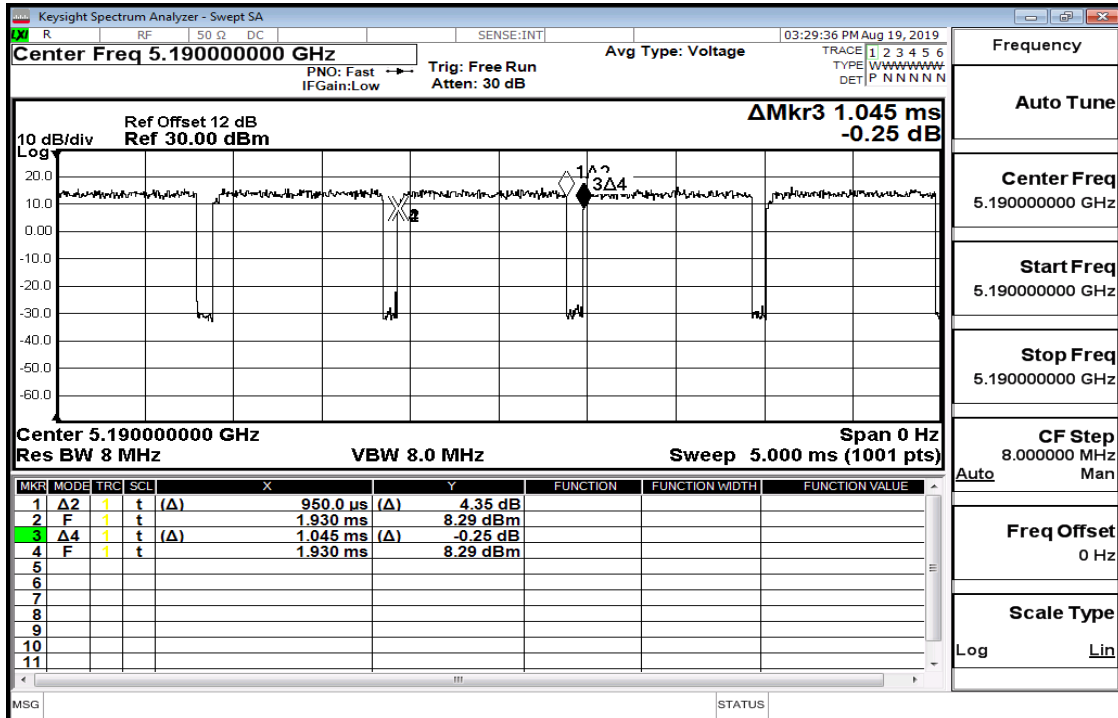 Keysight Spectrum Analyzer - Swept SA
LXI R RF 50 Ω DC SENSE:INT 03:29:36 PM Aug 19, 2019
Center Freq 5.190000000 GHz Avg Type: Voltage TRACE 1 2 3 4 5 6
PNO: Fast Trig: Free Run TYPE W W W W W W
IFGain:Low Atten: 30 dB DET P N N N N N
ΔMkr3 1.045 ms
-0.25 dB
Ref Offset 12 dB
10 dB/div Ref 30.00 dBm
Log
20.0
10.0
0.00
-10.0
-20.0
-30.0
-40.0
-50.0
-60.0
3Δ4
Center 5.190000000 GHz Span 0 Hz
Res BW 8 MHz VBW 8.0 MHz Sweep 5.000 ms (1001 pts)
MKR MODE TRC SCL X Y FUNCTION FUNCTION WIDTH FUNCTION VALUE
1 Δ2 1 t (Δ) 950.0 µs (Δ) 4.35 dB
2 F 1 t 1.930 ms 8.29 dBm
3 Δ4 1 t (Δ) 1.045 ms (Δ) -0.25 dB
4 F 1 t 1.930 ms 8.29 dBm
5
6
7
8
9
10
11
MSG STATUS
Frequency
Auto Tune
Center Freq
5.190000000 GHz
Start Freq
5.190000000 GHz
Stop Freq
5.190000000 GHz
CF Step
8.000000 MHz
Auto Man
Freq Offset
0 Hz
Scale Type
Log Lin